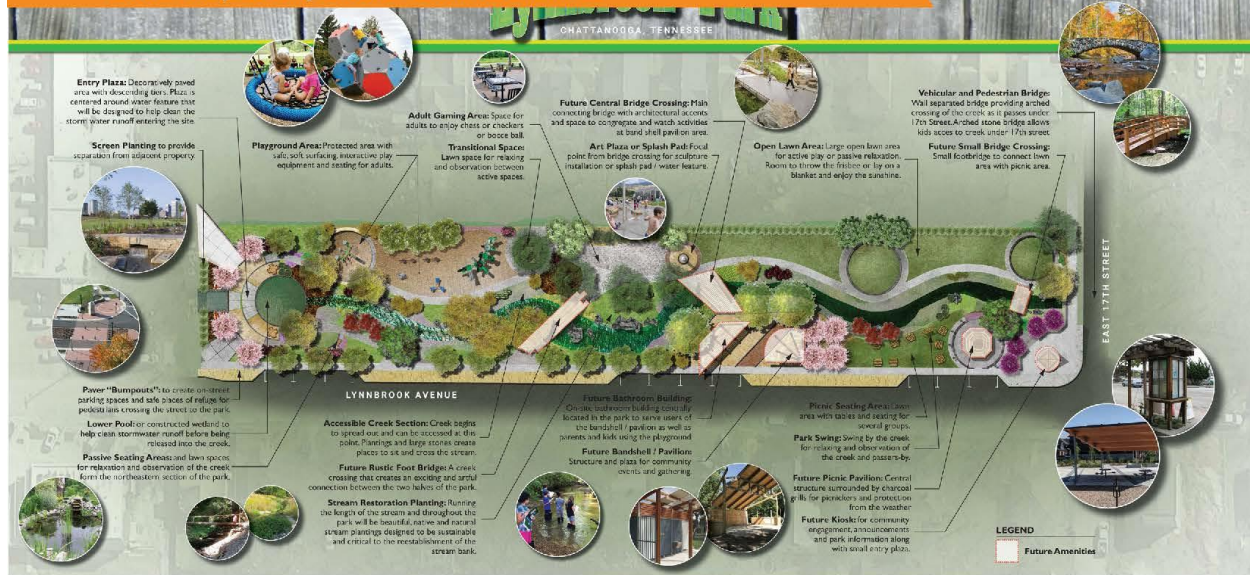 Lynnbrook Park
CHATTANOOGA, TENNESSEE
Entry Plaza: Decoratively paved
area with descending tiers. Plaza is
centered around water feature that
will be designed to help clean the
storm water runoff entering the site.
Screen Planting to provide
separation from adjacent property.
Playground Area: Protected area with
safe, soft surfacing, interactive play
equipment and seating for adults.
Adult Gaming Area: Space for
adults to enjoy chess or checkers
or bocce ball.
Transitional Space:
Lawn space for relaxing
and observation between
active spaces.
Future Central Bridge Crossing: Main
connecting bridge with architectural accents
and space to congregate and watch activities
at band shell pavilion area.
Art Plaza or Splash Pad: Focal
point from bridge crossing for sculpture
installation or splash pad / water feature.
Open Lawn Area: Large open lawn area
for active play or passive relaxation.
Room to throw the frisbee or lay on a
blanket and enjoy the sunshine.
Vehicular and Pedestrian Bridge:
Wall separated bridge providing arched
crossing of the creek as it passes under
17th Street. Arched stone bridge allows
kids acces to creek under 17th street
Future Small Bridge Crossing:
Small footbridge to connect lawn
area with picnic area.
EAST 17TH STREET
LYNNBROOK AVENUE
Paver "Bumpouts": to create on-street
parking spaces and safe places of refuge for
pedestrians crossing the street to the park.
Lower Pool: or constructed wetland to
help clean stormwater runoff before being
released into the creek.
Passive Seating Areas: and lawn spaces
for relaxation and observation of the creek
form the northeastern section of the park.
Accessible Creek Section: Creek begins
to spread out and can be accessed at this
point. Plantings and large stones create
places to sit and cross the stream.
Future Rustic Foot Bridge: A creek
crossing that creates an exciting and artful
connection between the two halves of the park.
Stream Restoration Planting: Running
the length of the stream and throughout the
park will be beautiful, native and natural
stream plantings designed to be sustainable
and critical to the reestablishment of the
stream bank.
Future Bathroom Building:
On-site bathroom building centrally
located in the park to serve users of
the bandshell / pavilion as well as
parents and kids using the playground
Future Bandshell / Pavilion:
Structure and plaza for community
events and gathering.
Picnic Seating Area: Lawn
area with tables and seating for
several groups.
Park Swing: Swing by the creek
for relaxing and observation of
the creek and passers-by.
Future Picnic Pavilion: Central
structure surrounded by charcoal
grills for picnickers and protection
from the weather
Future Kiosk: for community
engagement, announcements
and park information along
with small entry plaza.
LEGEND
Future Amenities